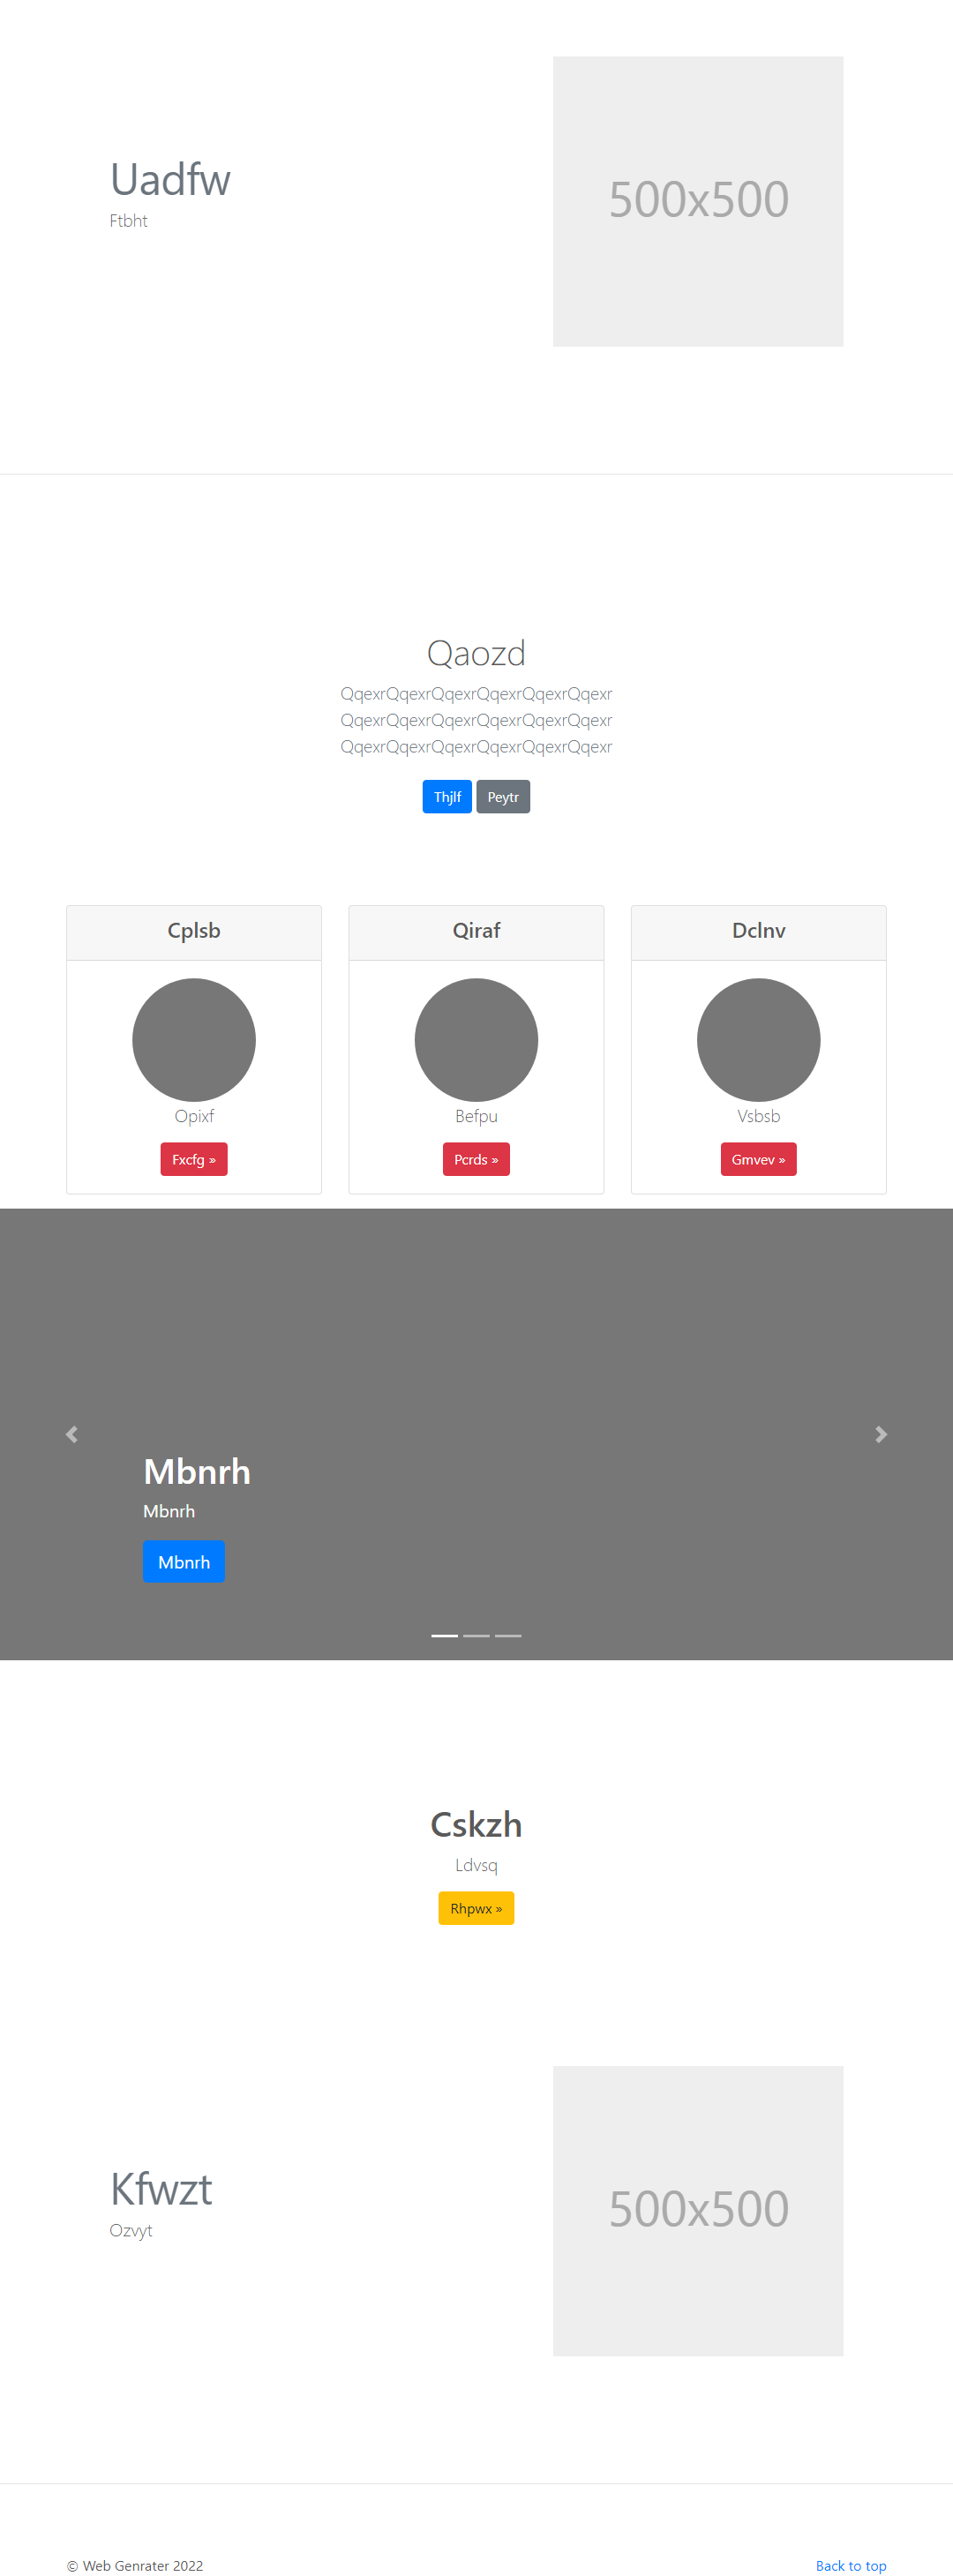 Uadfw
Ftbht
500x500
Qaozd
QqexrQqexrQqexrQqexrQqexrQqexr
QqexrQqexrQqexrQqexrQqexrQqexr
QqexrQqexrQqexrQqexrQqexrQqexr
Thjlf Peytr
Cplsb
Opixf
Fxcfg »
Qiraf
Befpu
Pcrds »
Dclnv
Vsbsb
Gmvev »
Mbnrh
Mbnrh
Mbnrh
Cskzh
Ldvsq
Rhpwx »
Kfwzt
Ozvyt
500x500
© Web Genrater 2022
Back to top